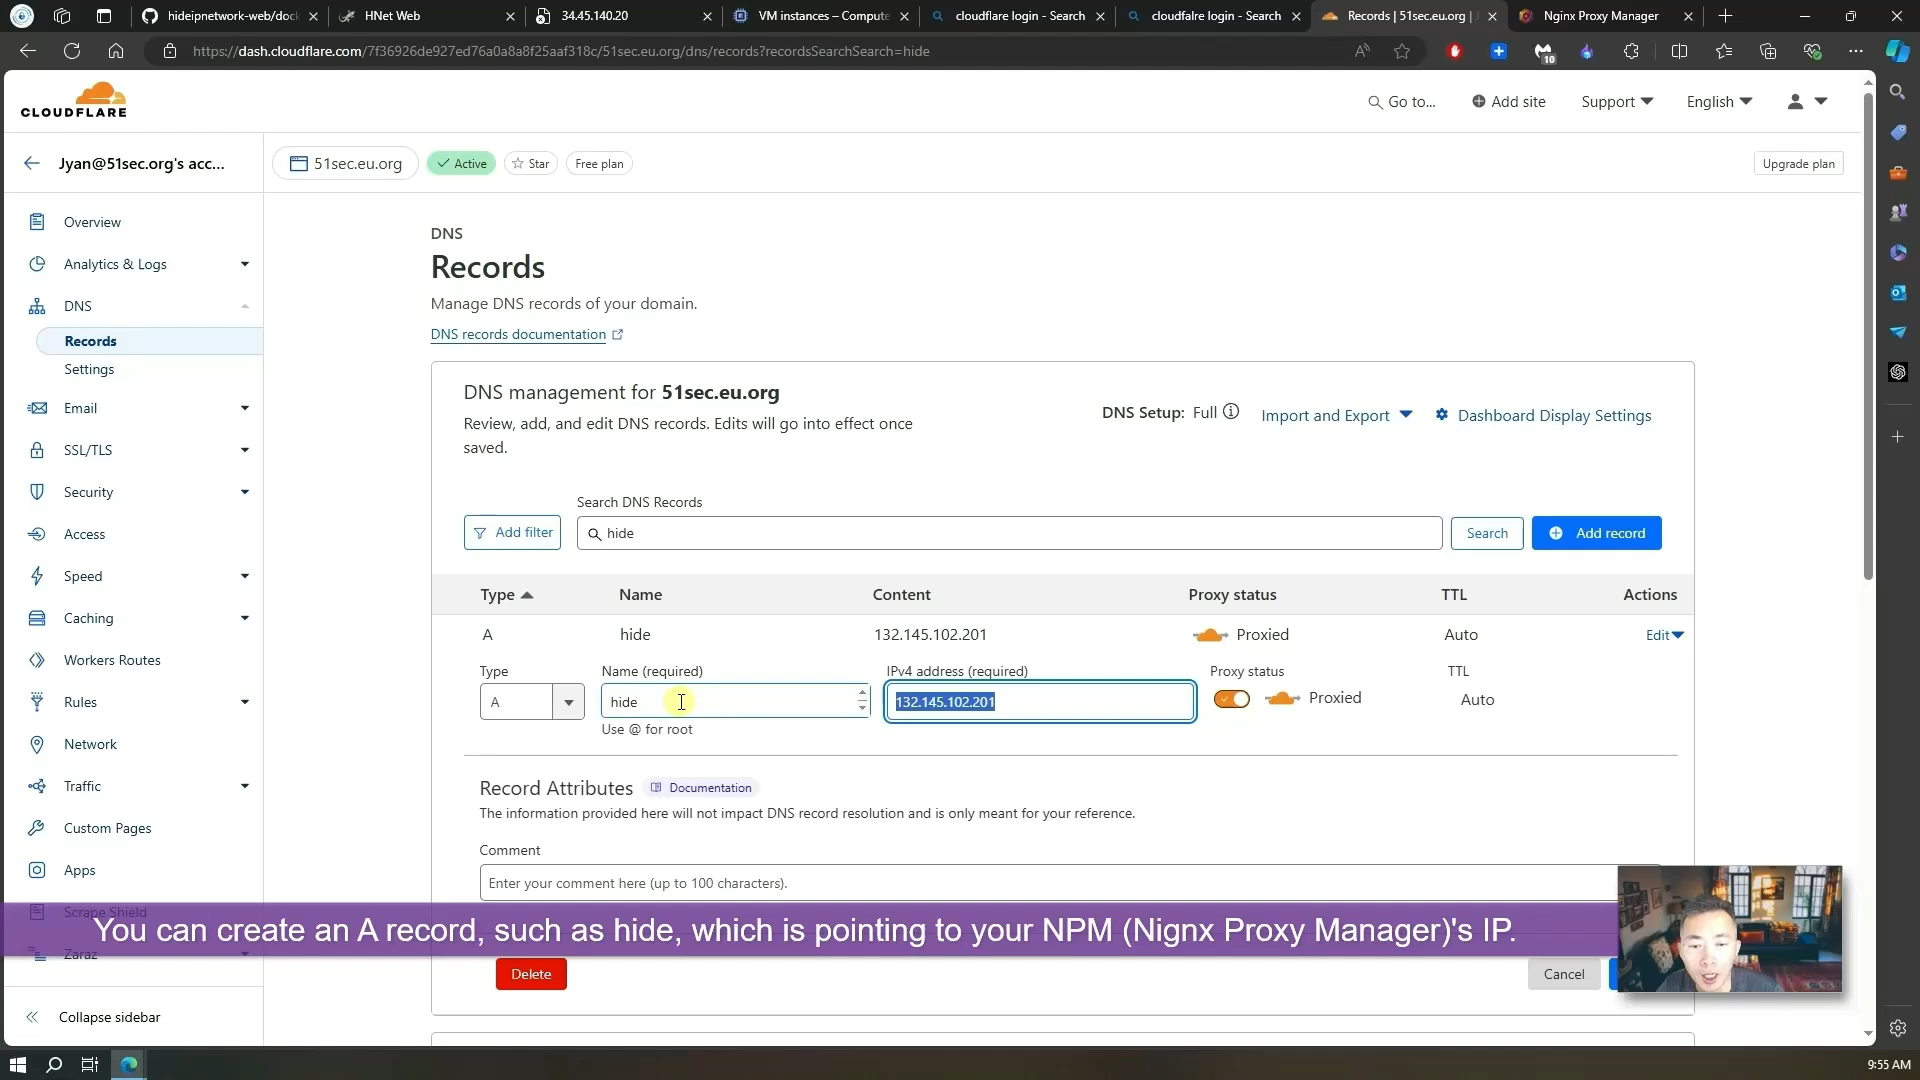 hideipnetwork-web/dock
HNet Web
34.45.140.20
VM instances – Compute
cloudflare login - Search
cloudfalre login - Search
Records | 51sec.eu.org |
Nginx Proxy Manager
https://dash.cloudflare.com/7f36926de927ed76a0a8a8f25aaf318c/51sec.eu.org/dns/records?recordsSearchSearch=hide
10
CLOUDFLARE
Go to...
Add site
Support
English
Jyan@51sec.org's acc...
51sec.eu.org
Active
Star
Free plan
Upgrade plan
Overview
Analytics & Logs
DNS
Records
Settings
Email
SSL/TLS
Security
Access
Speed
Caching
Workers Routes
Rules
Network
Traffic
Custom Pages
Apps
Scrape Shield
Zaraz
Collapse sidebar
DNS
Records
Manage DNS records of your domain.
DNS records documentation
DNS management for 51sec.eu.org
Review, add, and edit DNS records. Edits will go into effect once
saved.
DNS Setup: Full
Import and Export
Dashboard Display Settings
Search DNS Records
Add filter
hide
Search
Add record
Type Name Content Proxy status TTL Actions
A hide 132.145.102.201 Proxied Auto Edit
Type Name (required) IPv4 address (required) Proxy status TTL
A hide 132.145.102.201 Proxied Auto
Use @ for root
Record Attributes Documentation
The information provided here will not impact DNS record resolution and is only meant for your reference.
Comment
Enter your comment here (up to 100 characters).
You can create an A record, such as hide, which is pointing to your NPM (Nignx Proxy Manager)'s IP.
Delete
Cancel
9:55 AM